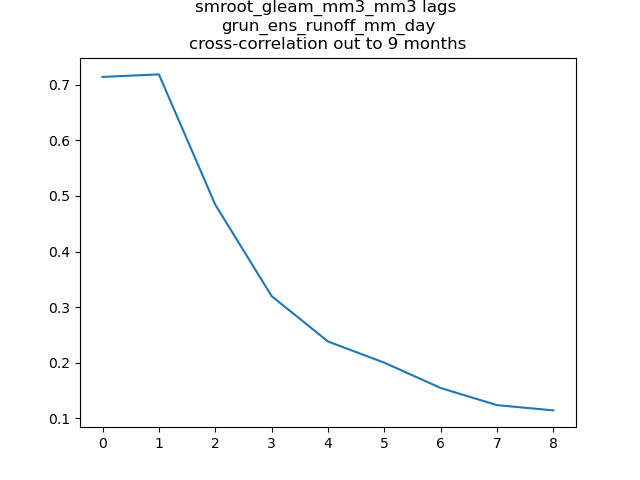 smroot_gleam_mm3_mm3 lags
grun_ens_runoff_mm_day
cross-correlation out to 9 months
0.7
0.6
0.5
0.4
0.3
0.2
0.1
0 1 2 3 4 5 6 7 8